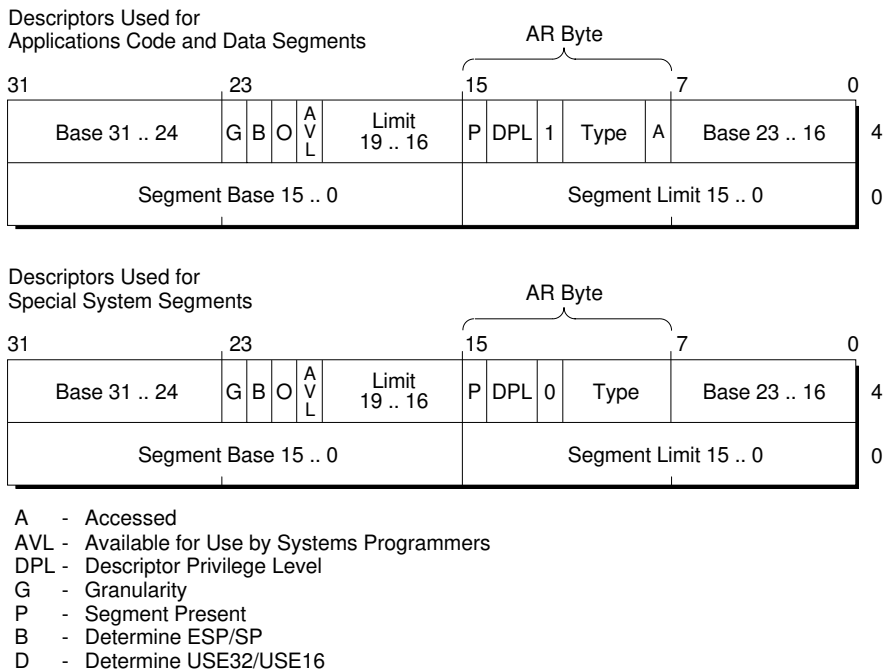 Descriptors Used for
Applications Code and Data Segments
AR Byte
31 23 15 7 0
Base 31 .. 24 G B O AVL Limit 19 .. 16 P DPL 1 Type A Base 23 .. 16 4
Segment Base 15 .. 0 Segment Limit 15 .. 0 0
Descriptors Used for
Special System Segments
AR Byte
31 23 15 7 0
Base 31 .. 24 G B O AVL Limit 19 .. 16 P DPL 0 Type Base 23 .. 16 4
Segment Base 15 .. 0 Segment Limit 15 .. 0 0
A - Accessed
AVL - Available for Use by Systems Programmers
DPL - Descriptor Privilege Level
G - Granularity
P - Segment Present
B - Determine ESP/SP
D - Determine USE32/USE16